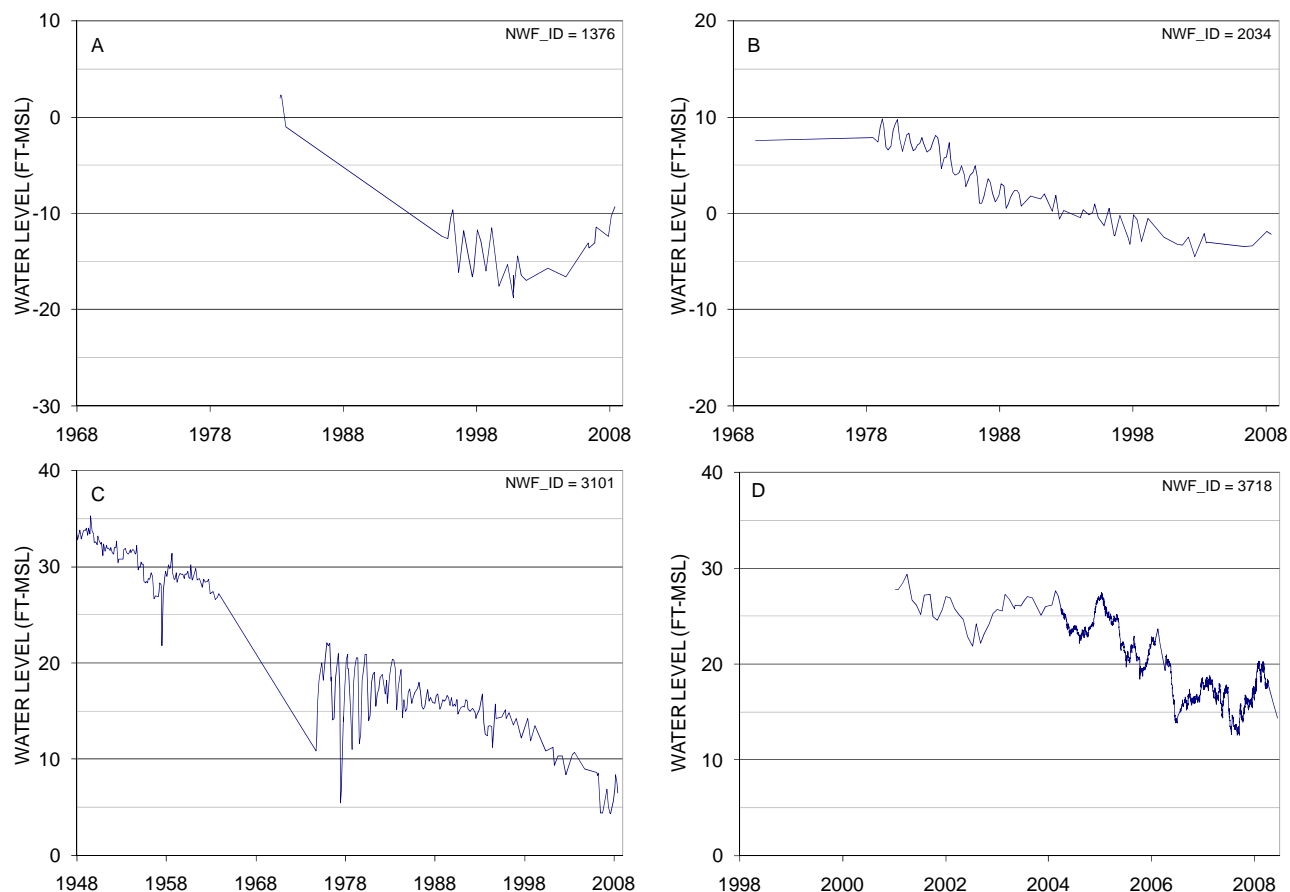 A
NWF_ID = 1376
WATER LEVEL (FT-MSL)
10
0
-10
-20
-30
1968 1978 1988 1998 2008
B
NWF_ID = 2034
WATER LEVEL (FT-MSL)
20
10
0
-10
-20
1968 1978 1988 1998 2008
C
NWF_ID = 3101
WATER LEVEL (FT-MSL)
40
30
20
10
0
1948 1958 1968 1978 1988 1998 2008
D
NWF_ID = 3718
WATER LEVEL (FT-MSL)
40
30
20
10
0
1998 2000 2002 2004 2006 2008